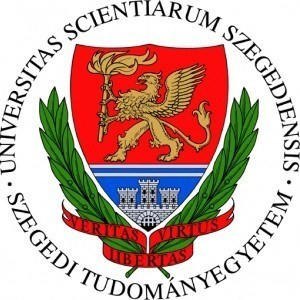 · UNIVERSITAS SCIENTIARUM SZEGEDIENSIS ·
SZEGEDI TUDOMÁNYEGYETEM
VERITAS VIRTUS
LIBERTAS